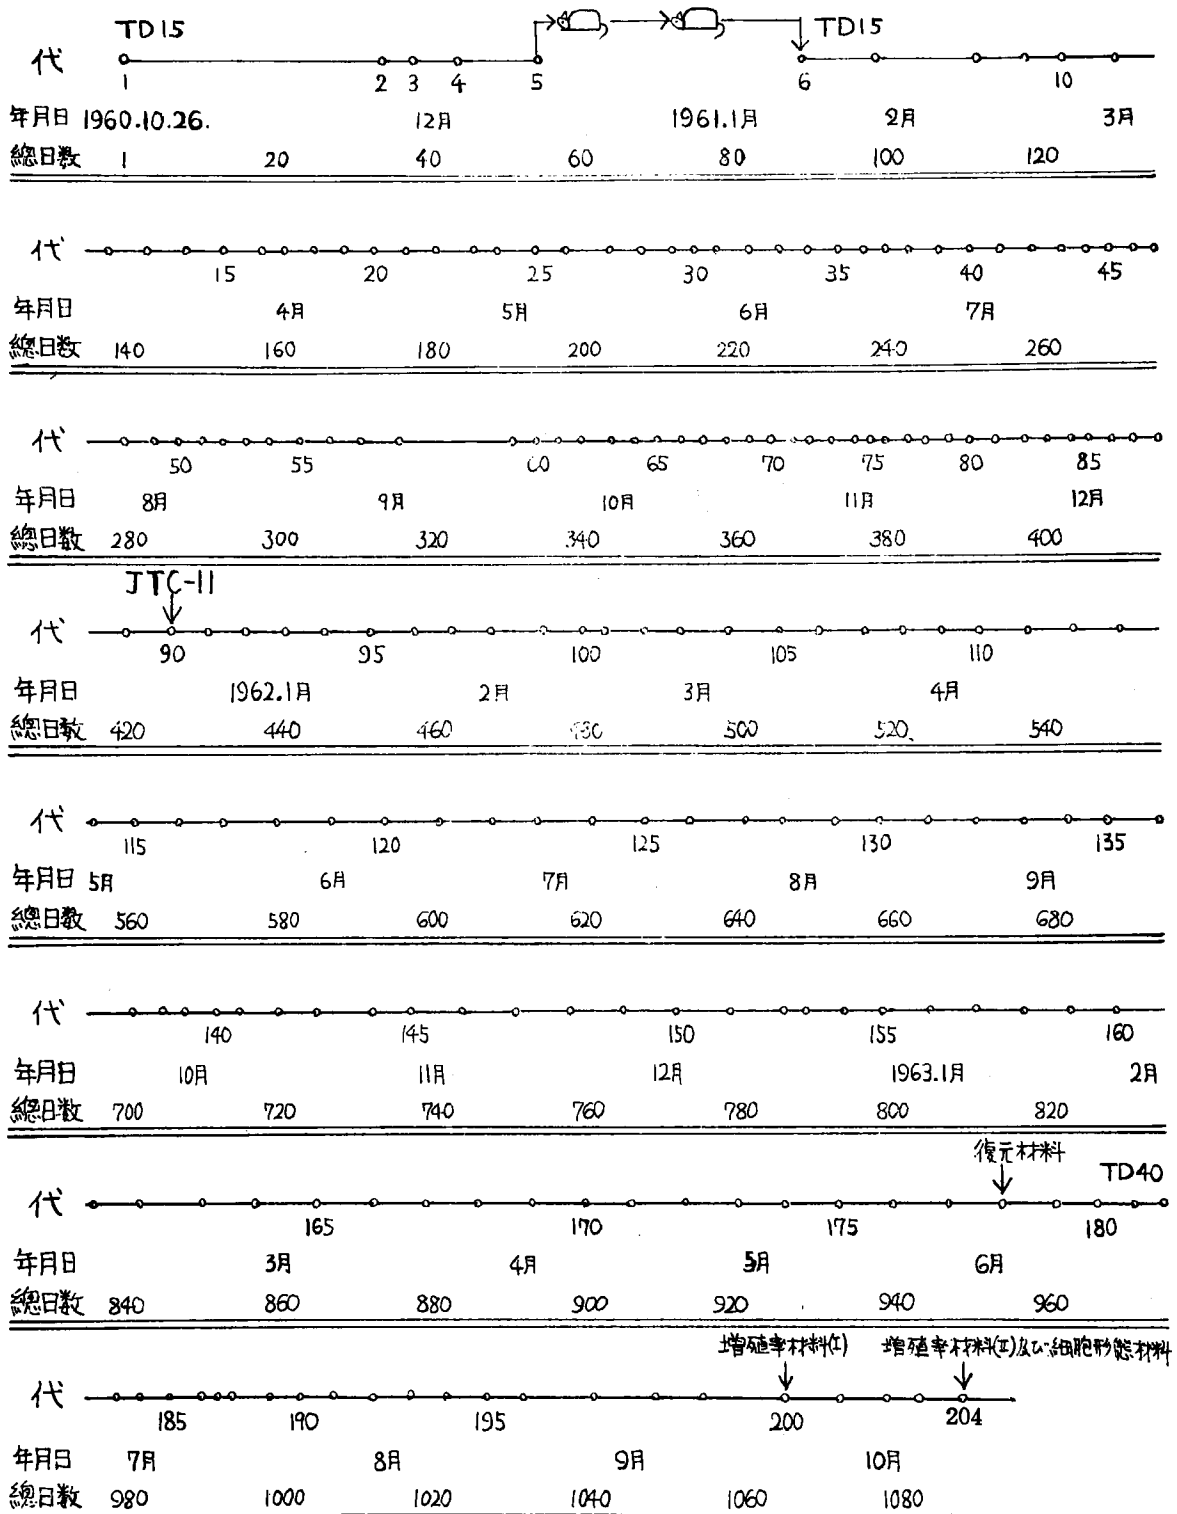 TD15 TD15
代 1 2 3 4 5 6 10
年月日 1960.10.26. 12月 1961.1月 2月 3月
總日数 1 20 40 60 80 100 120
代 15 20 25 30 35 40 45
年月日 4月 5月 6月 7月
總日数 140 160 180 200 220 240 260
代 50 55 60 65 70 75 80 85
年月日 8月 9月 10月 11月 12月
總日数 280 300 320 340 360 380 400
JTC-11
代 90 95 100 105 110
年月日 1962.1月 2月 3月 4月
總日数 420 440 460 480 500 520 540
代 115 120 125 130 135
年月日 5月 6月 7月 8月 9月
總日数 560 580 600 620 640 660 680
代 140 145 150 155 160
年月日 10月 11月 12月 1963.1月 2月
總日数 700 720 740 760 780 800 820
復元材料 TD40
代 165 170 175 180
年月日 3月 4月 5月 6月
總日数 840 860 880 900 920 940 960
増殖率材料(I) 増殖率材料(II)及び細胞形態材料
代 185 190 195 200 204
年月日 7月 8月 9月 10月
總日数 980 1000 1020 1040 1060 1080